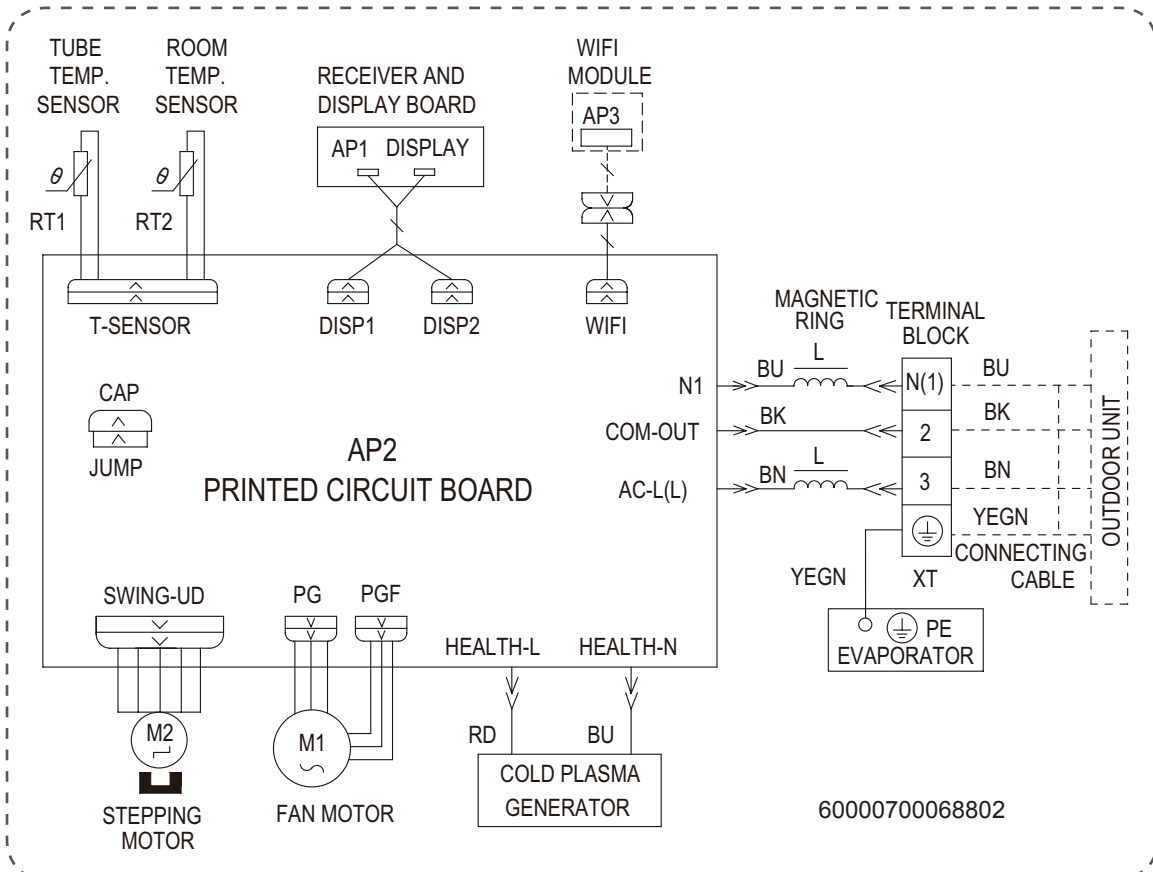 TUBE
TEMP.
SENSOR
ROOM
TEMP.
SENSOR
RECEIVER AND
DISPLAY BOARD
AP1 DISPLAY
WIFI
MODULE
AP3
θ
RT1
θ
RT2
T-SENSOR
DISP1
DISP2
WIFI
MAGNETIC
RING
TERMINAL
BLOCK
N1
BU
L
N(1)
BU
COM-OUT
BK
2
BK
AC-L(L)
BN
L
3
BN
YEGN
OUTDOOR UNIT
CONNECTING
CABLE
XT
YEGN
PE
EVAPORATOR
CAP
JUMP
AP2
PRINTED CIRCUIT BOARD
SWING-UD
PG
PGF
HEALTH-L
HEALTH-N
M2
STEPPING
MOTOR
M1
FAN MOTOR
RD
BU
COLD PLASMA
GENERATOR
60000700068802